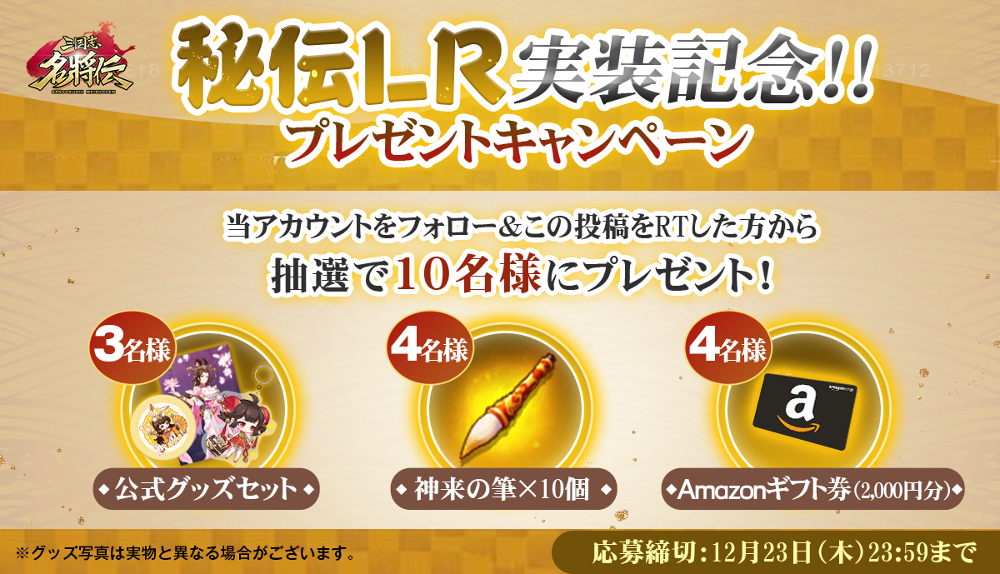 三国志
名将伝
SANGOKUSHI MEISHODEN
秘伝LR実装記念!!
プレゼントキャンペーン
当アカウントをフォロー&この投稿をRTした方から
抽選で10名様にプレゼント!
3名様
4名様
4名様
a
◆公式グッズセット◆
◆神来の筆×10個◆
◆Amazonギフト券(2,000円分)◆
※グッズ写真は実物と異なる場合がございます。
応募締切:12月23日(木)23:59まで